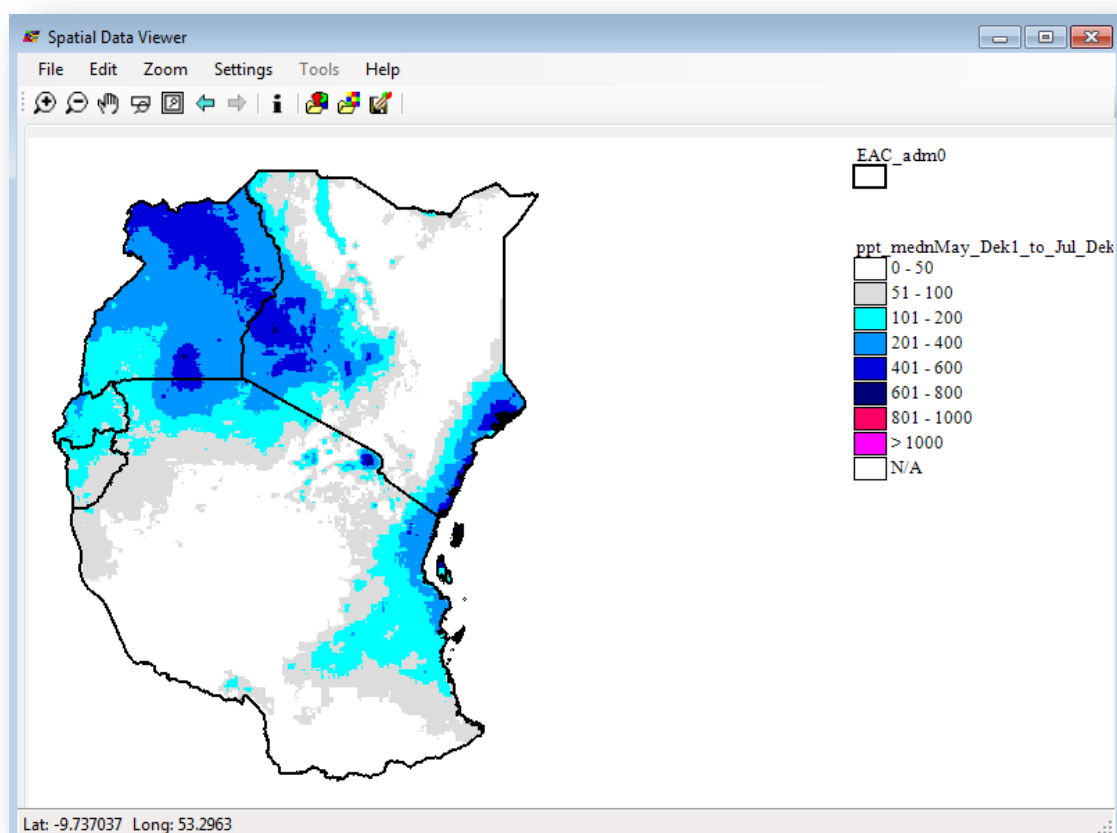 Spatial Data Viewer
File Edit Zoom Settings Tools Help
EAC_adm0
ppt_mednMay_Dek1_to_Jul_Dek
0 - 50
51 - 100
101 - 200
201 - 400
401 - 600
601 - 800
801 - 1000
> 1000
N/A
Lat: -9.737037 Long: 53.2963